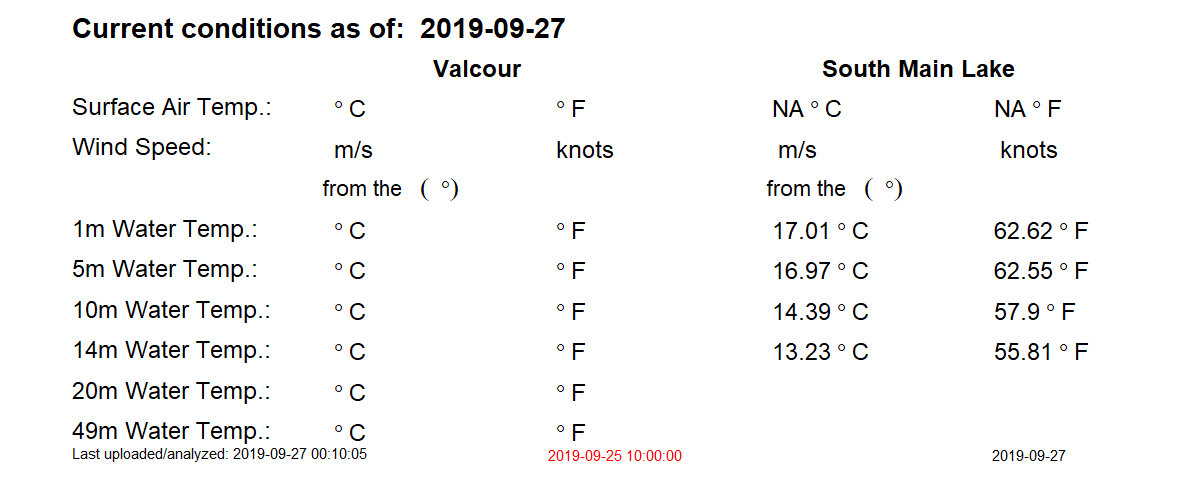 Current conditions as of: 2019-09-27
Valcour South Main Lake
Surface Air Temp.: ° C ° F NA ° C NA ° F
Wind Speed: m/s knots m/s knots
from the ( °) from the ( °)
1m Water Temp.: ° C ° F 17.01 ° C 62.62 ° F
5m Water Temp.: ° C ° F 16.97 ° C 62.55 ° F
10m Water Temp.: ° C ° F 14.39 ° C 57.9 ° F
14m Water Temp.: ° C ° F 13.23 ° C 55.81 ° F
20m Water Temp.: ° C ° F
49m Water Temp.: ° C ° F
Last uploaded/analyzed: 2019-09-27 00:10:05 2019-09-25 10:00:00 2019-09-27